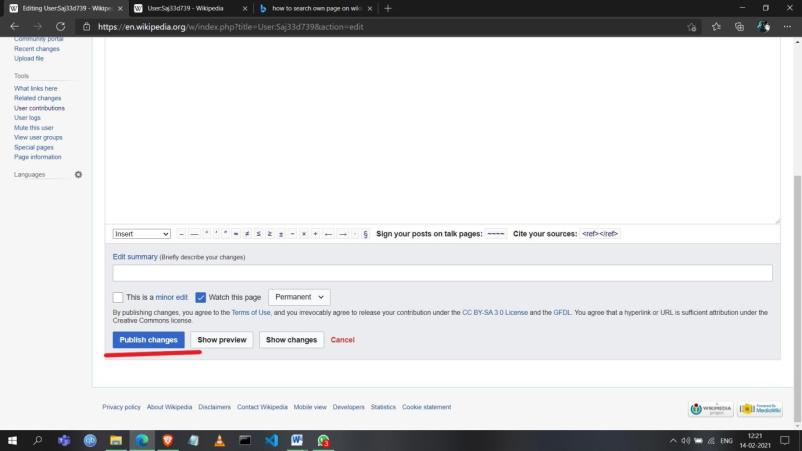 Editing User:Saj33d739 - Wikiped
User:Saj33d739 - Wikipedia
how to search own page on wiki
https://en.wikipedia.org/w/index.php?title=User:Saj33d739&action=edit
Community portal
Recent changes
Upload file
Tools
What links here
Related changes
User contributions
User logs
Mute this user
View user groups
Special pages
Page information
Languages
Insert – — ° ′ ″ ≈ ≠ ≤ ≥ ± − × ÷ ← → · § Sign your posts on talk pages: ~~~~ Cite your sources: <ref></ref>
Edit summary (Briefly describe your changes)
This is a minor edit Watch this page Permanent
By publishing changes, you agree to the Terms of Use, and you irrevocably agree to release your contribution under the CC BY-SA 3.0 License and the GFDL. You agree that a hyperlink or URL is sufficient attribution under the
Creative Commons license.
Publish changes Show preview Show changes Cancel
Privacy policy About Wikipedia Disclaimers Contact Wikipedia Mobile view Developers Statistics Cookie statement
A WIKIMEDIA project
Powered By MediaWiki
ENG
12:21
14-02-2021